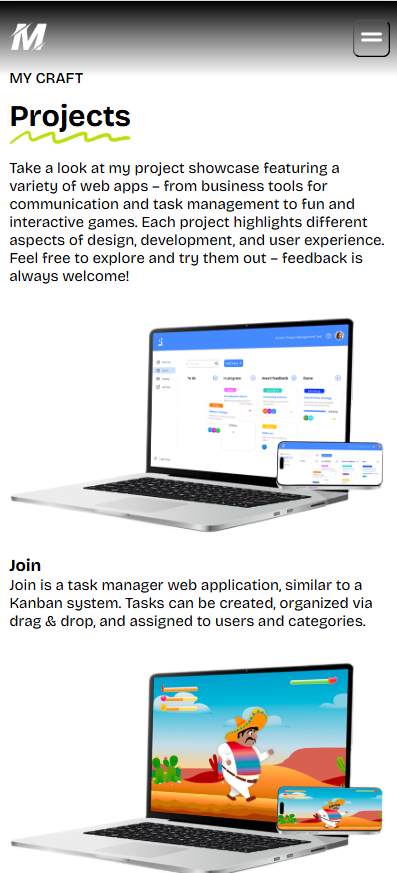 M
MY CRAFT
Projects
Take a look at my project showcase featuring a
variety of web apps – from business tools for
communication and task management to fun and
interactive games. Each project highlights different
aspects of design, development, and user experience.
Feel free to explore and try them out – feedback is
always welcome!
To do
In progress
Await feedback
Done
Join
Join is a task manager web application, similar to a
Kanban system. Tasks can be created, organized via
drag & drop, and assigned to users and categories.